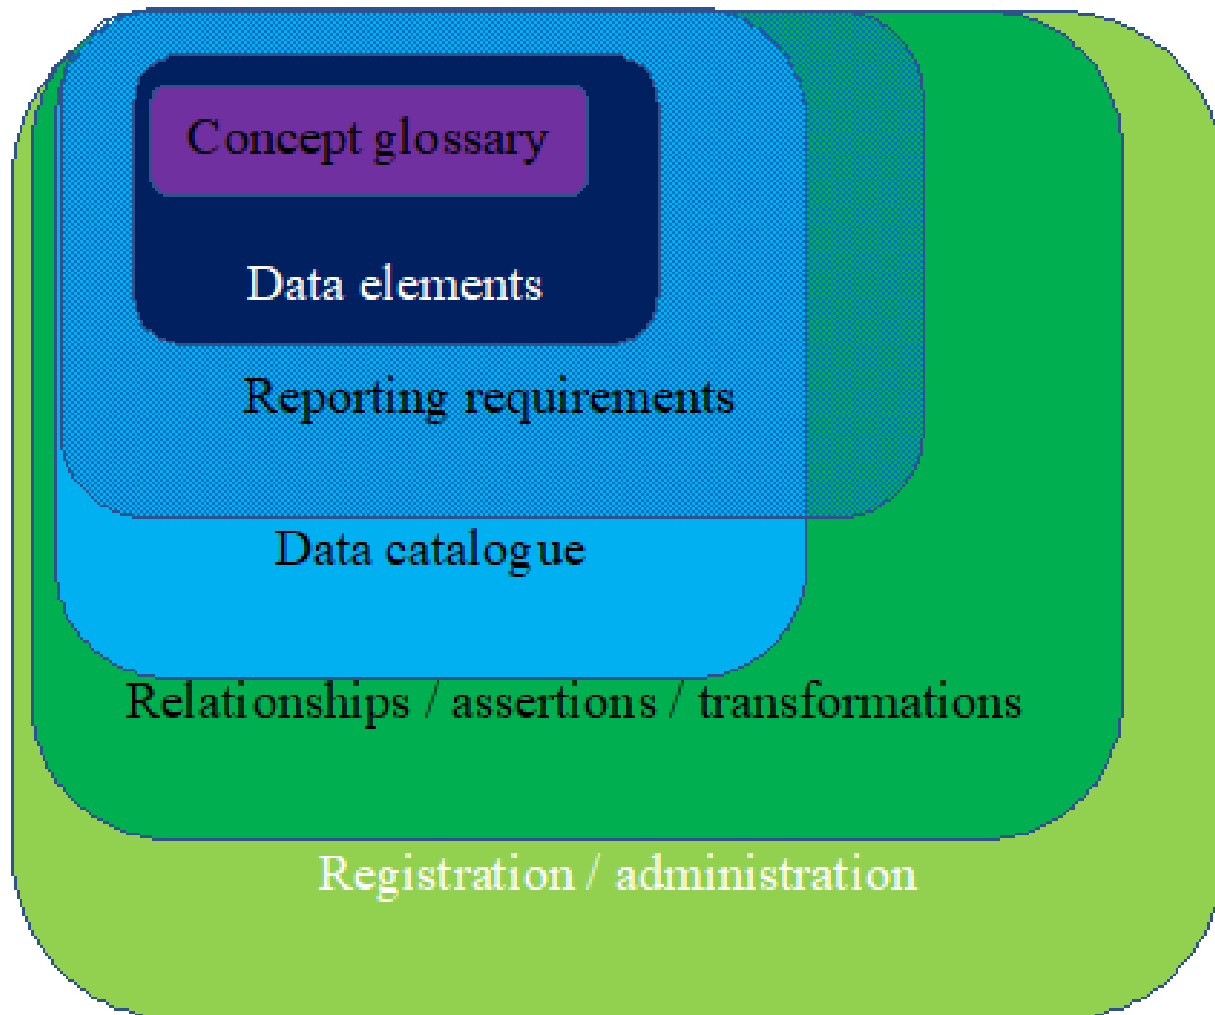 Concept glossary
Data elements
Reporting requirements
Data catalogue
Relationships / assertions / transformations
Registration / administration